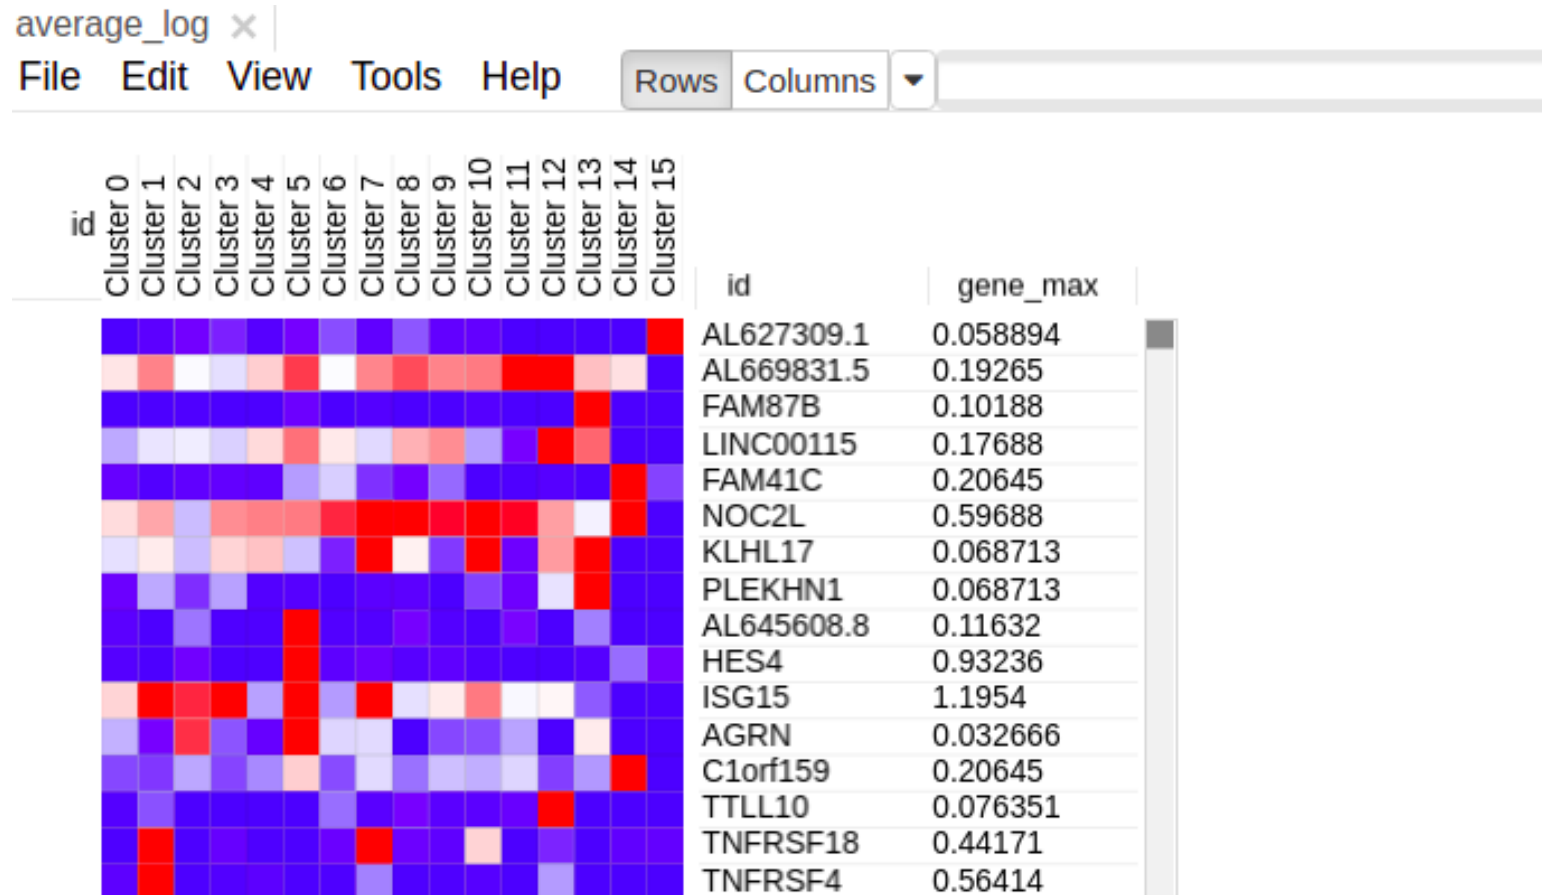 average_log
File Edit View Tools Help Rows Columns
id Cluster 0 Cluster 1 Cluster 2 Cluster 3 Cluster 4 Cluster 5 Cluster 6 Cluster 7 Cluster 8 Cluster 9 Cluster 10 Cluster 11 Cluster 12 Cluster 13 Cluster 14 Cluster 15 id gene_max
AL627309.1 0.058894
AL669831.5 0.19265
FAM87B 0.10188
LINC00115 0.17688
FAM41C 0.20645
NOC2L 0.59688
KLHL17 0.068713
PLEKHN1 0.068713
AL645608.8 0.11632
HES4 0.93236
ISG15 1.1954
AGRN 0.032666
C1orf159 0.20645
TTLL10 0.076351
TNFRSF18 0.44171
TNFRSF4 0.56414